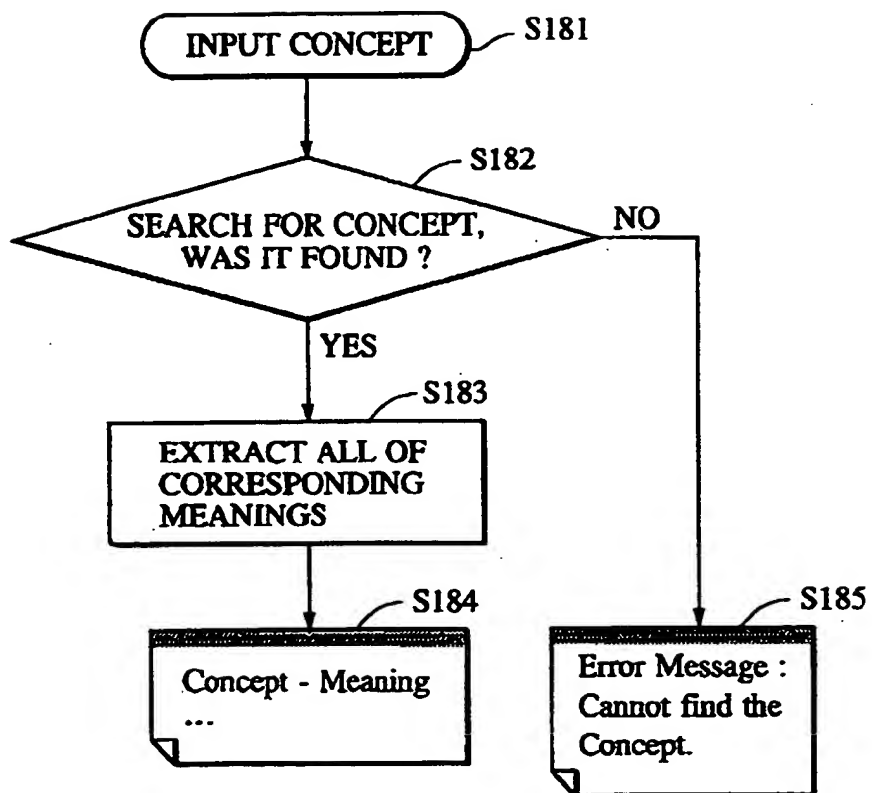 INPUT CONCEPT
S181
S182
SEARCH FOR CONCEPT,
WAS IT FOUND ?
NO
YES
S183
EXTRACT ALL OF
CORRESPONDING
MEANINGS
S184
Concept - Meaning
...
S185
Error Message :
Cannot find the
Concept.